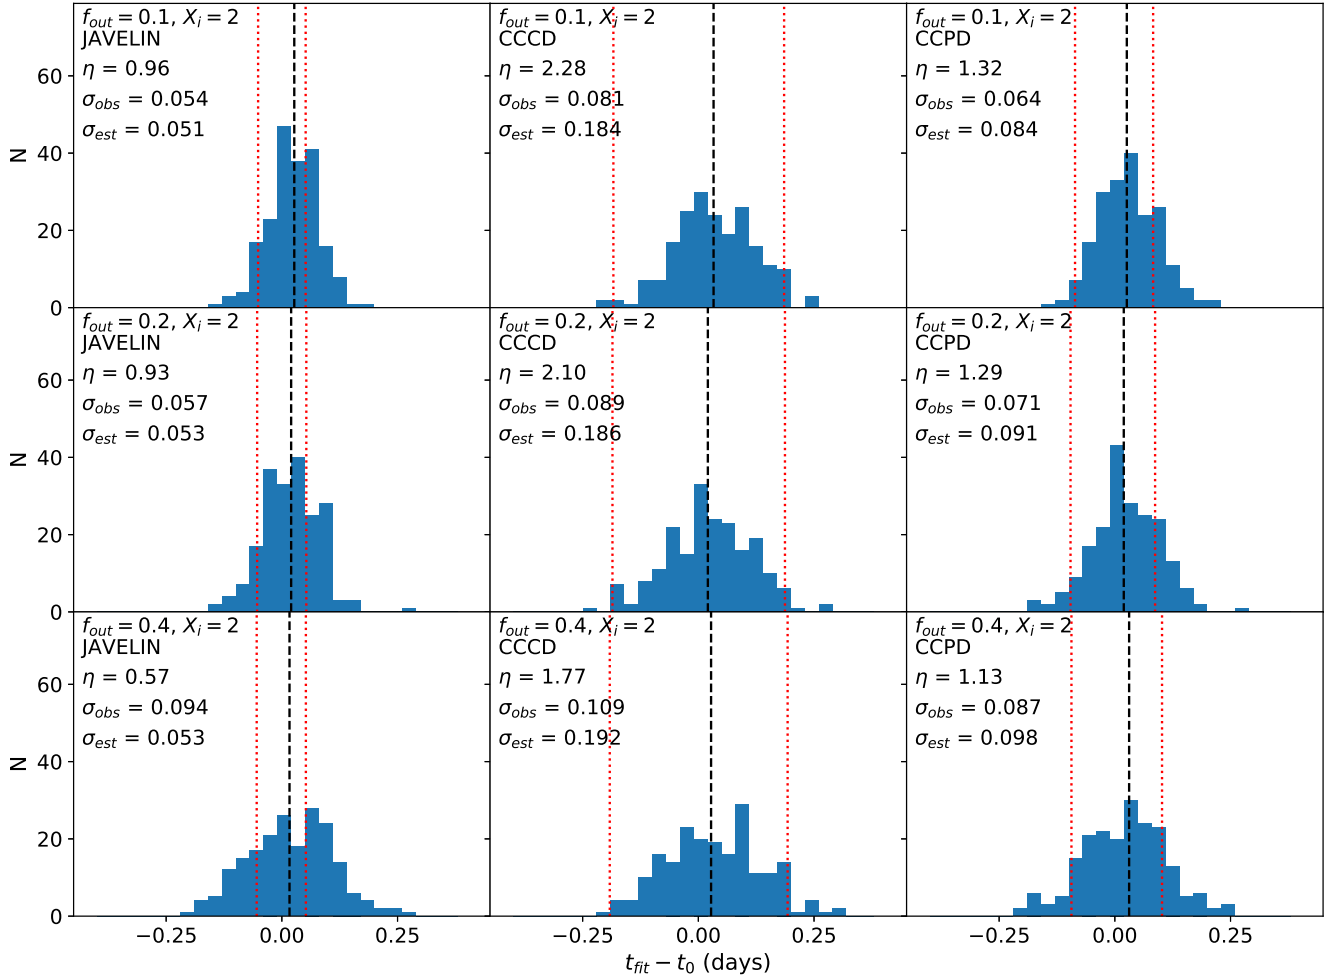 f_out = 0.1, X_i = 2
JAVELIN
η = 0.96
σ_obs = 0.054
σ_est = 0.051
f_out = 0.1, X_i = 2
CCCD
η = 2.28
σ_obs = 0.081
σ_est = 0.184
f_out = 0.1, X_i = 2
CCPD
η = 1.32
σ_obs = 0.064
σ_est = 0.084
60
40
20
0
N
f_out = 0.2, X_i = 2
JAVELIN
η = 0.93
σ_obs = 0.057
σ_est = 0.053
f_out = 0.2, X_i = 2
CCCD
η = 2.10
σ_obs = 0.089
σ_est = 0.186
f_out = 0.2, X_i = 2
CCPD
η = 1.29
σ_obs = 0.071
σ_est = 0.091
60
40
20
0
N
f_out = 0.4, X_i = 2
JAVELIN
η = 0.57
σ_obs = 0.094
σ_est = 0.053
f_out = 0.4, X_i = 2
CCCD
η = 1.77
σ_obs = 0.109
σ_est = 0.192
f_out = 0.4, X_i = 2
CCPD
η = 1.13
σ_obs = 0.087
σ_est = 0.098
60
40
20
0
N
−0.25 0.00 0.25 −0.25 0.00 0.25 −0.25 0.00 0.25
t_fit − t_0 (days)